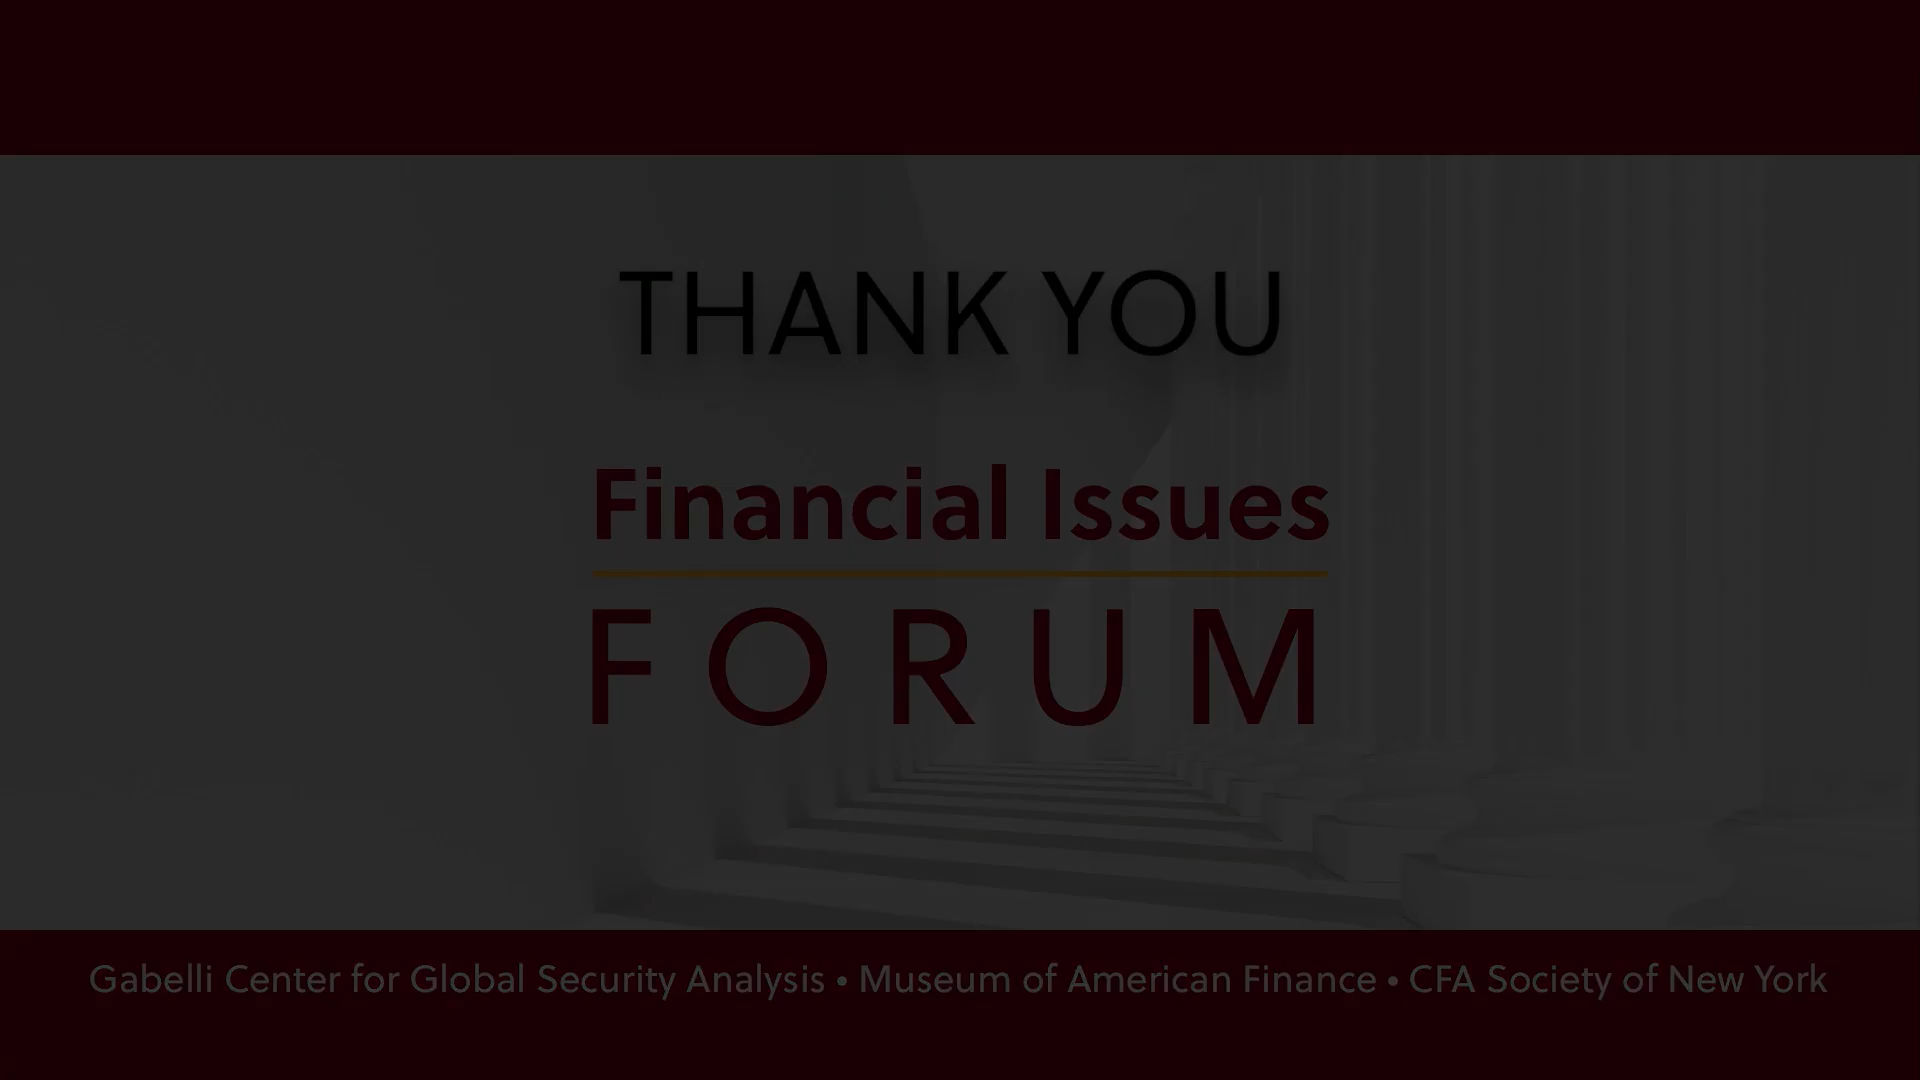 THANK YOU
Financial Issues
FORUM
Gabelli Center for Global Security Analysis • Museum of American Finance • CFA Society of New York